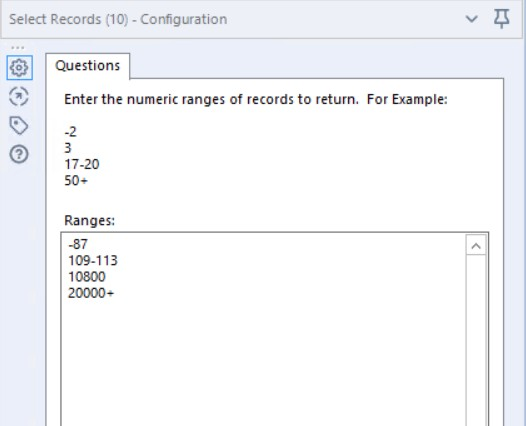 Select Records (10) - Configuration
Questions
Enter the numeric ranges of records to return.  For Example:
-2
3
17-20
50+
Ranges:
-87
109-113
10800
20000+